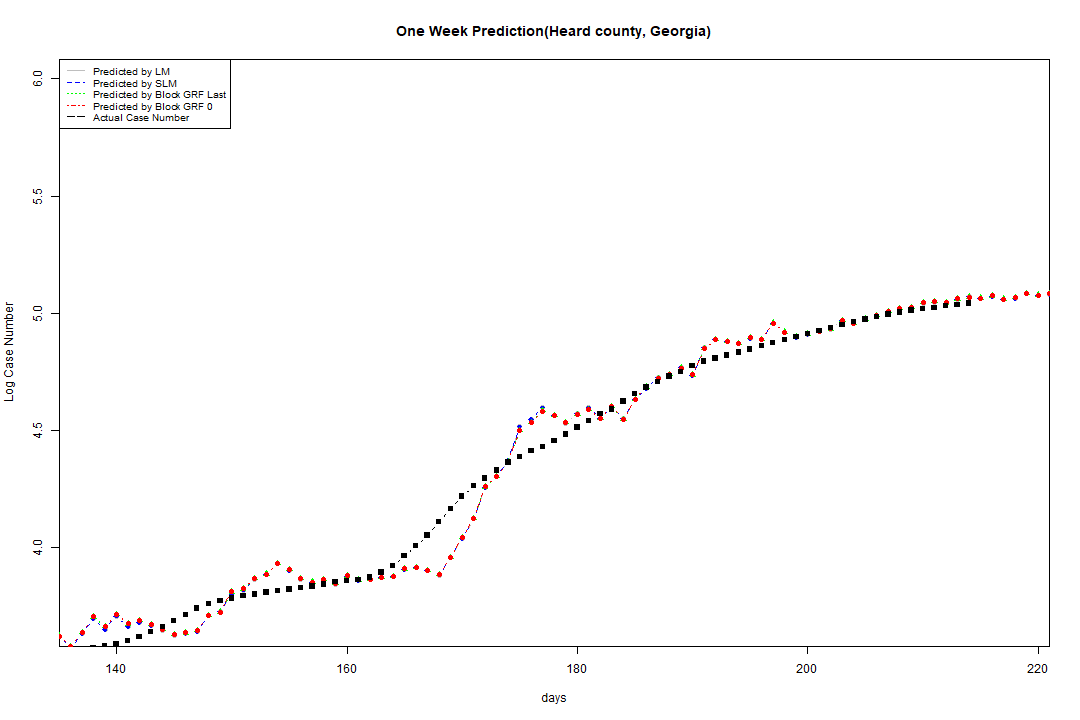 One Week Prediction(Heard county, Georgia)
Predicted by LM
Predicted by SLM
Predicted by Block GRF Last
Predicted by Block GRF 0
Actual Case Number
6.0
5.5
5.0
4.5
4.0
Log Case Number
140 160 180 200 220
days